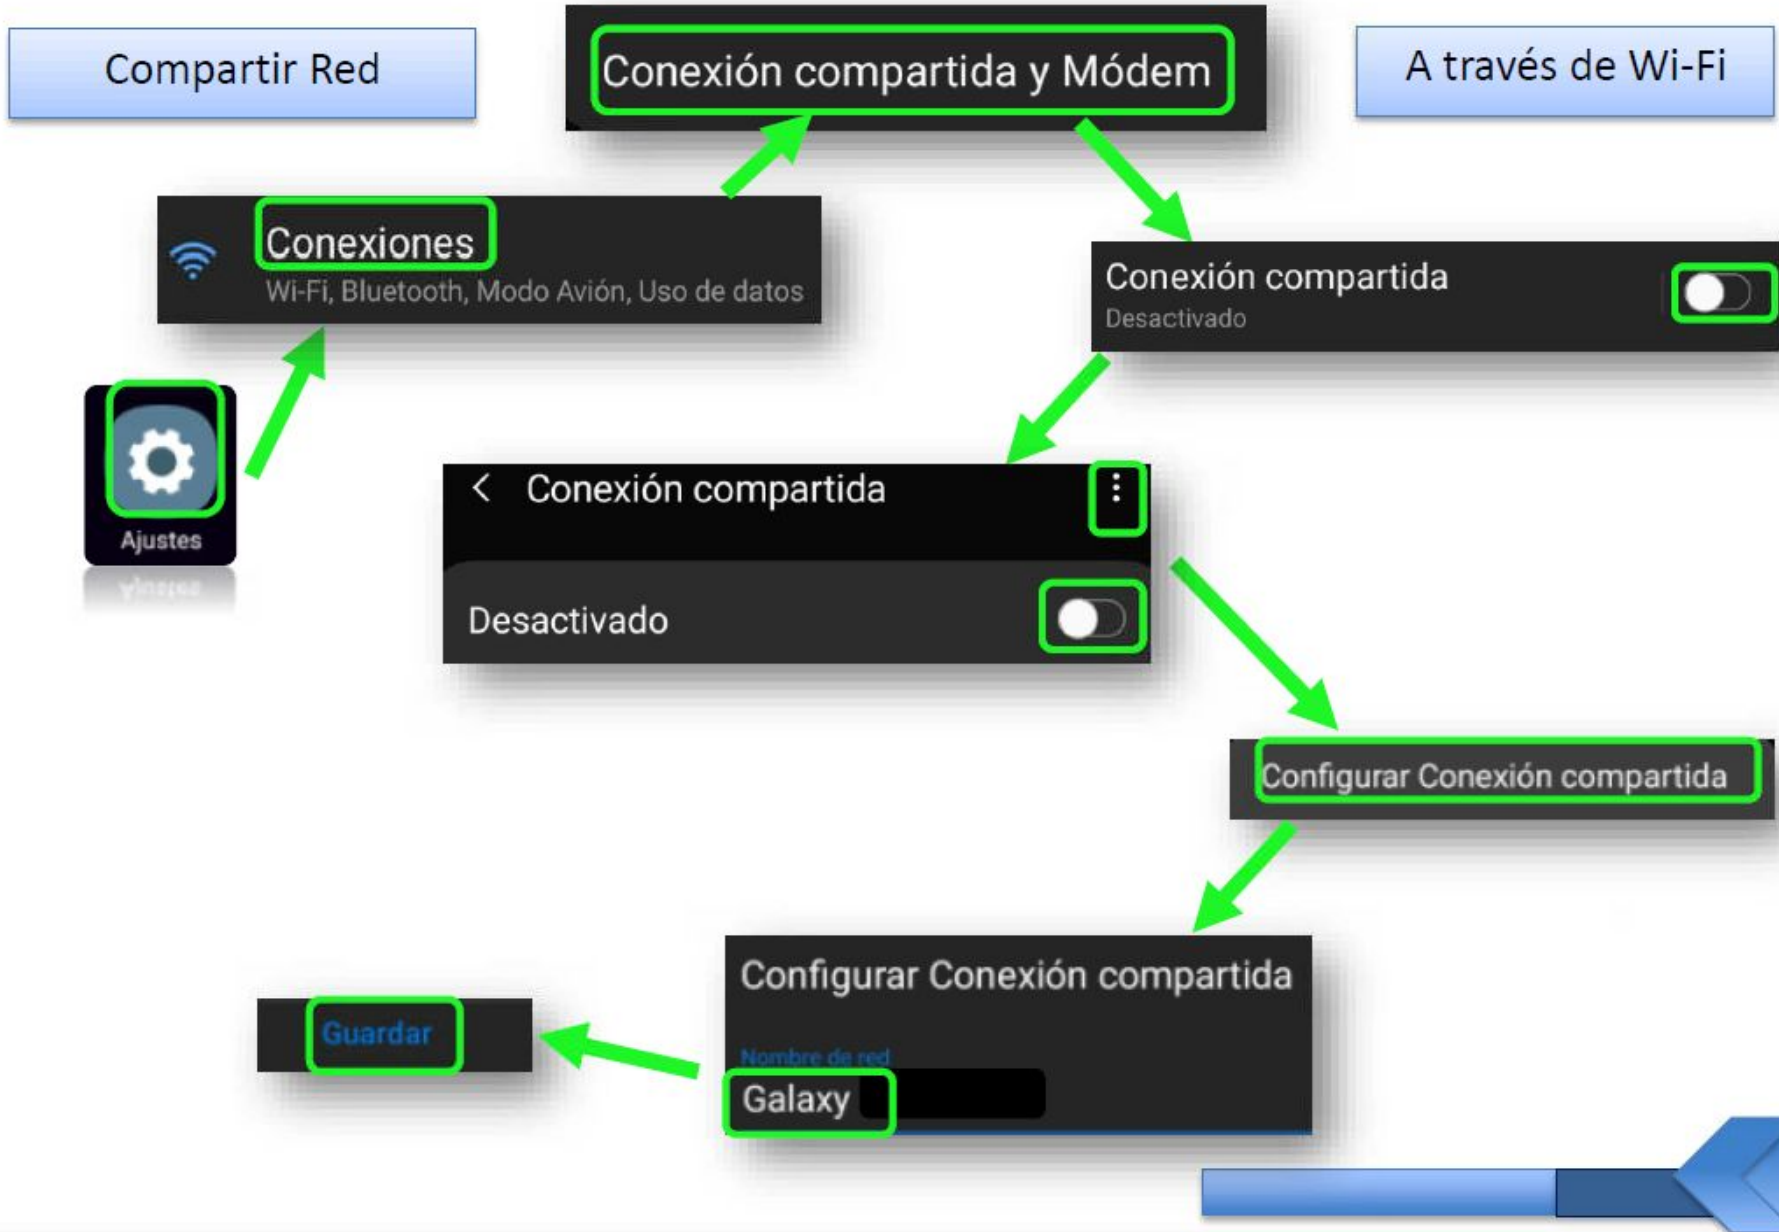 Compartir Red
Conexión compartida y Módem
A través de Wi-Fi
Conexiones
Wi-Fi, Bluetooth, Modo Avión, Uso de datos
Conexión compartida
Desactivado
Ajustes
Conexión compartida
Desactivado
Configurar Conexión compartida
Configurar Conexión compartida
Nombre de red
Galaxy
Guardar